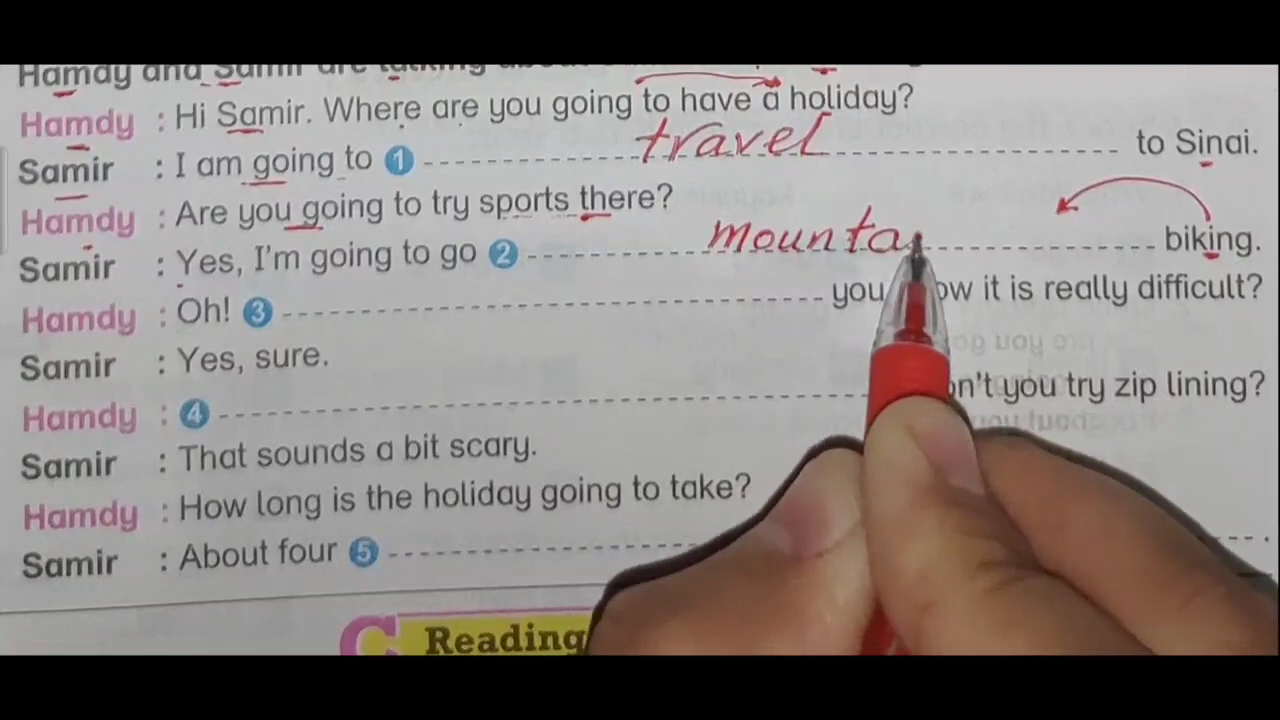 Hamdy and Samir are talking
Hamdy : Hi Samir. Where are you going to have a holiday?
Samir : I am going to 1 travel to Sinai.
Hamdy : Are you going to try sports there?
Samir : Yes, I'm going to go 2 mounta biking.
Hamdy : Oh! 3 you it is really difficult?
Samir : Yes, sure.
Hamdy : 4 you try zip lining?
Samir : That sounds a bit scary.
Hamdy : How long is the holiday going to take?
Samir : About four 5 .
C Reading